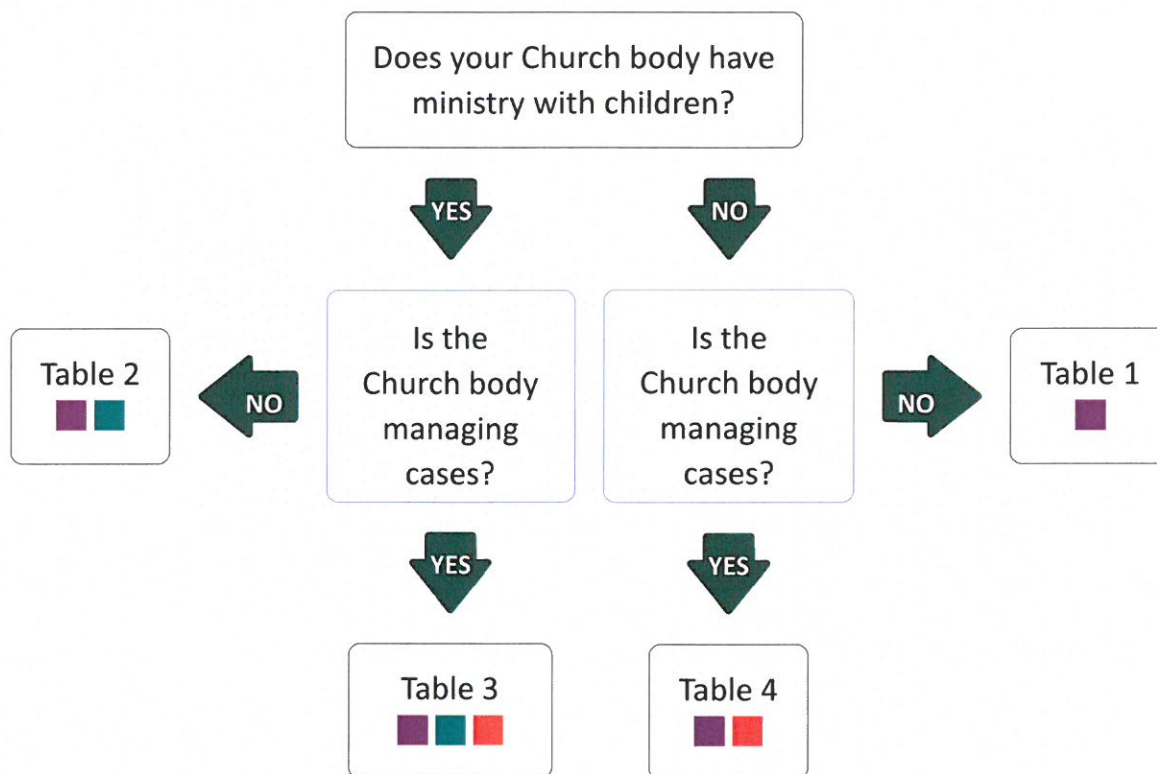 Does your Church body have
ministry with children?
YES
NO
Is the
Church body
managing
cases?
Is the
Church body
managing
cases?
Table 2
NO
NO
Table 1
YES
YES
Table 3
Table 4